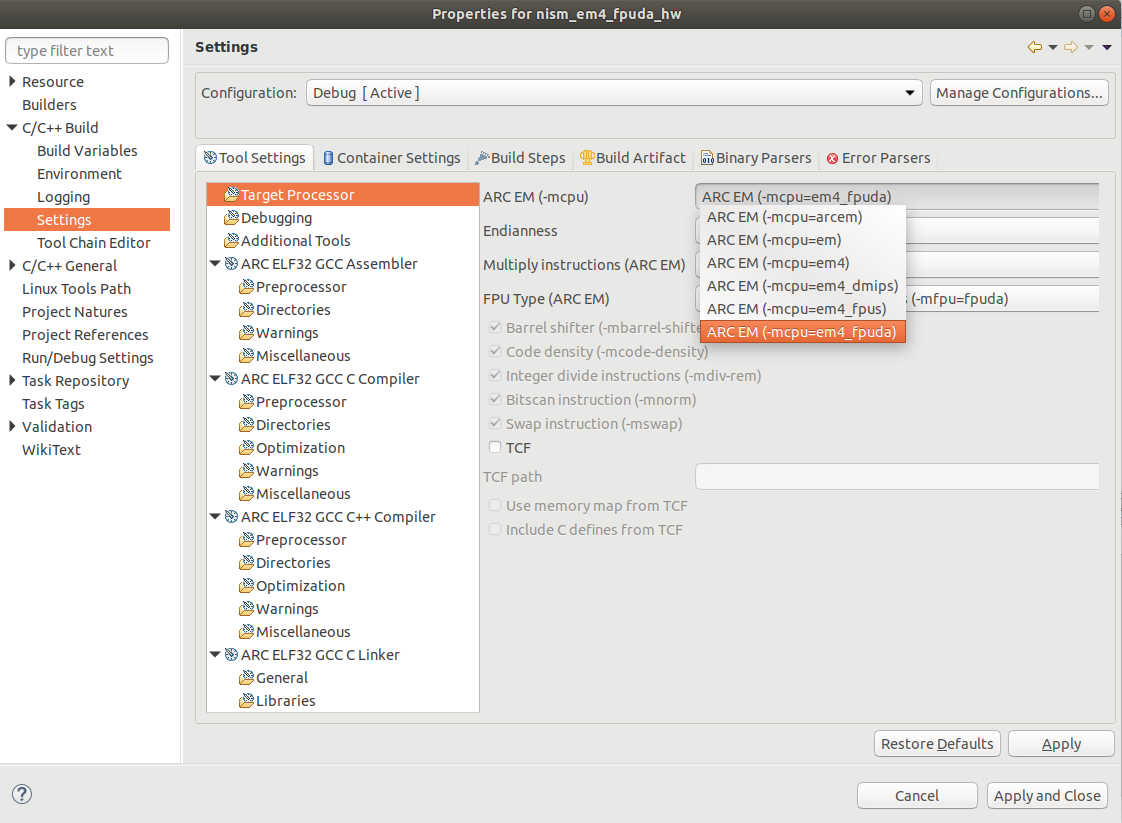 Properties for nism_em4_fpuda_hw
type filter text
Resource
Builders
C/C++ Build
Build Variables
Environment
Logging
Settings
Tool Chain Editor
C/C++ General
Linux Tools Path
Project Natures
Project References
Run/Debug Settings
Task Repository
Task Tags
Validation
WikiText
Settings
Configuration:
Debug [ Active ]
Manage Configurations...
Tool Settings
Container Settings
Build Steps
Build Artifact
Binary Parsers
Error Parsers
Target Processor
Debugging
Additional Tools
ARC ELF32 GCC Assembler
Preprocessor
Directories
Warnings
Miscellaneous
ARC ELF32 GCC C Compiler
Preprocessor
Directories
Optimization
Warnings
Miscellaneous
ARC ELF32 GCC C++ Compiler
Preprocessor
Directories
Optimization
Warnings
Miscellaneous
ARC ELF32 GCC C Linker
General
Libraries
ARC EM (-mcpu)
ARC EM (-mcpu=em4_fpuda)
ARC EM (-mcpu=arcem)
ARC EM (-mcpu=em)
ARC EM (-mcpu=em4)
ARC EM (-mcpu=em4_dmips)
ARC EM (-mcpu=em4_fpus)
ARC EM (-mcpu=em4_fpuda)
Endianness
Multiply instructions (ARC EM)
FPU Type (ARC EM)
(-mfpu=fpuda)
Barrel shifter (-mbarrel-shifte
Code density (-mcode-density)
Integer divide instructions (-mdiv-rem)
Bitscan instruction (-mnorm)
Swap instruction (-mswap)
TCF
TCF path
Use memory map from TCF
Include C defines from TCF
Restore Defaults
Apply
?
Cancel
Apply and Close